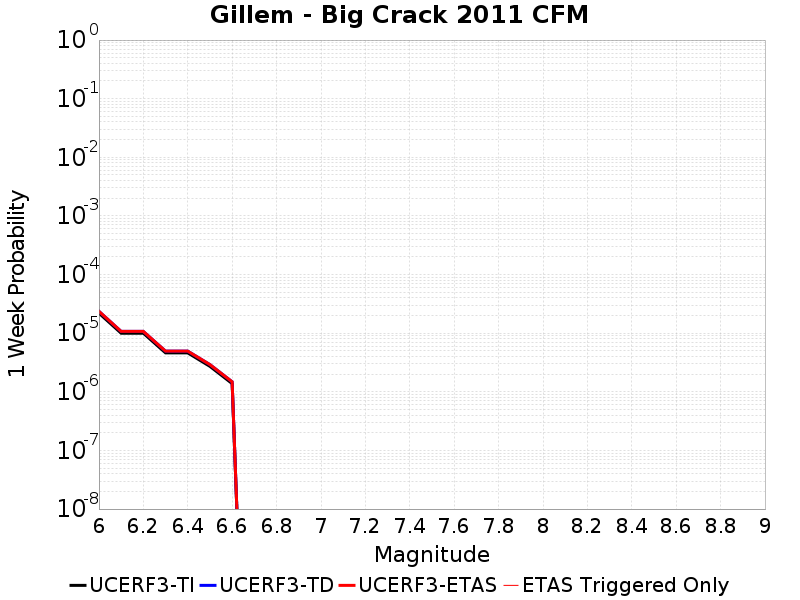 Gillem - Big Crack 2011 CFM
1 Week Probability
10^0
10^-1
10^-2
10^-3
10^-4
10^-5
10^-6
10^-7
10^-8
6 6.2 6.4 6.6 6.8 7 7.2 7.4 7.6 7.8 8 8.2 8.4 8.6 8.8 9
Magnitude
UCERF3-TI UCERF3-TD UCERF3-ETAS ETAS Triggered Only